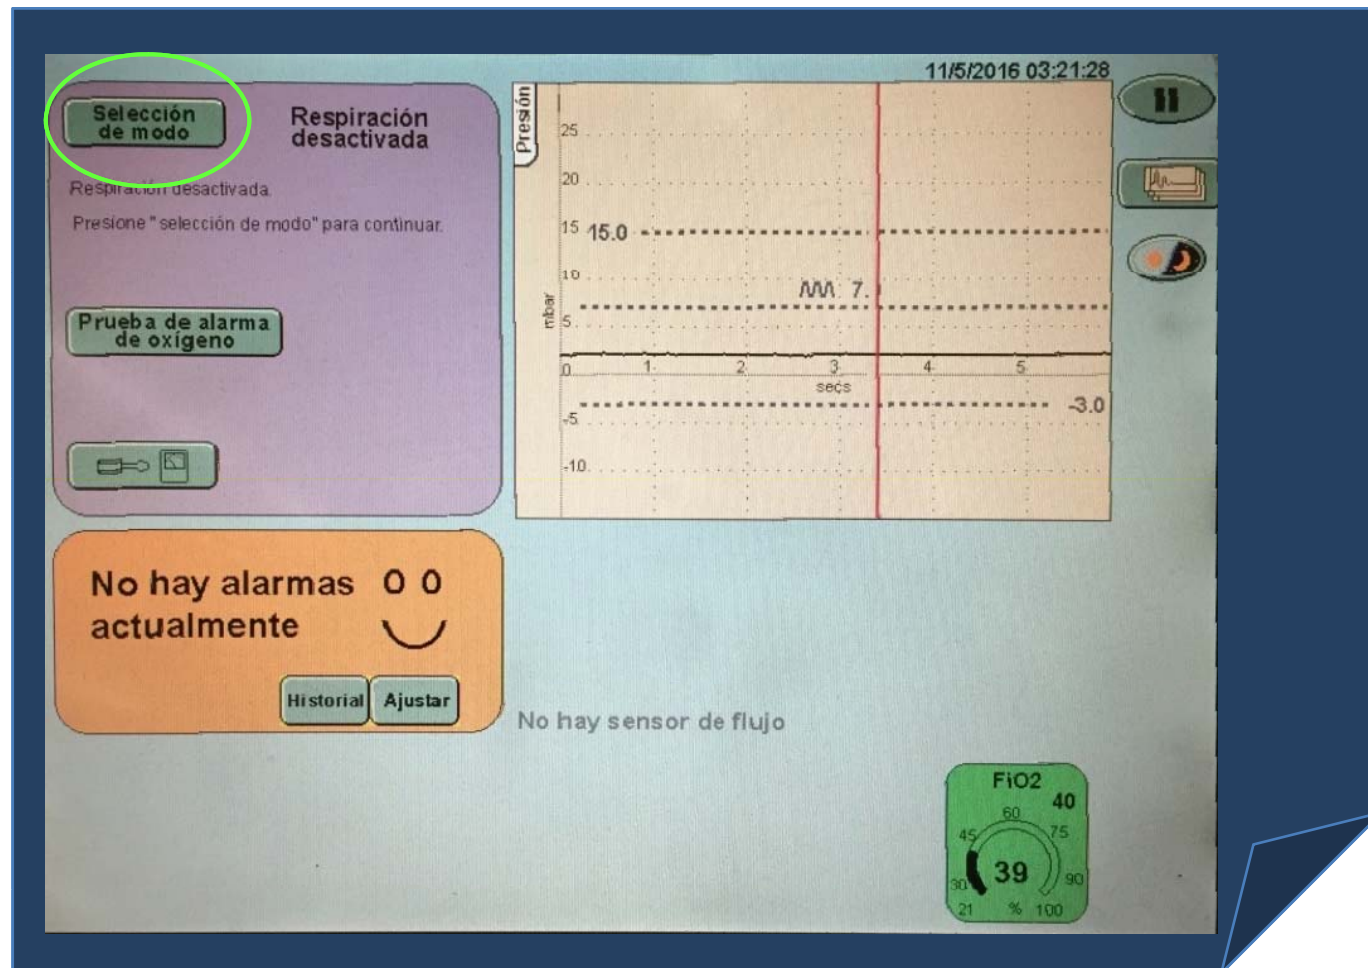 11/5/2016 03:21:28
Selección
de modo
Respiración
desactivada
Respiración desactivada.
Presione "selección de modo" para continuar.
Prueba de alarma
de oxígeno
Presión
25
20
15 15.0
10
7.
mbar
5
0 1 2 3 4 5
secs
-3.0
-5
-10
No hay alarmas
actualmente
0 0
Historial Ajustar
No hay sensor de flujo
FiO2
40
60
45 75
39
30 90
21 % 100